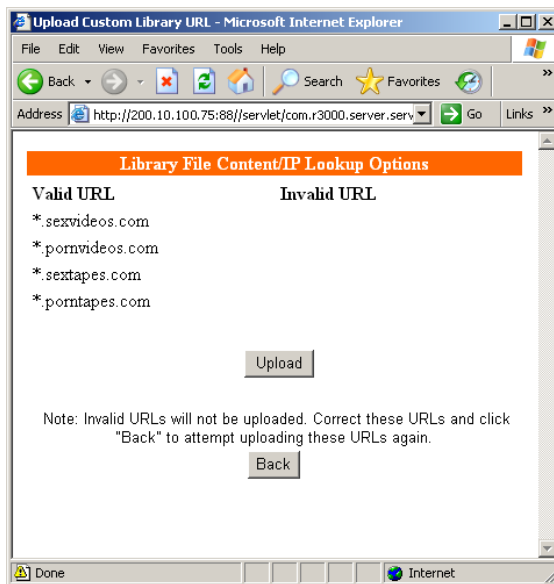 Upload Custom Library URL - Microsoft Internet Explorer
File Edit View Favorites Tools Help
Back Search Favorites »
Address http://200.10.100.75:88//servlet/com.r3000.server.serv Go Links »
Library File Content/IP Lookup Options
Valid URL Invalid URL
*.sexvideos.com
*.pornvideos.com
*.sextapes.com
*.porntapes.com
Upload
Note: Invalid URLs will not be uploaded. Correct these URLs and click
"Back" to attempt uploading these URLs again.
Back
Done Internet